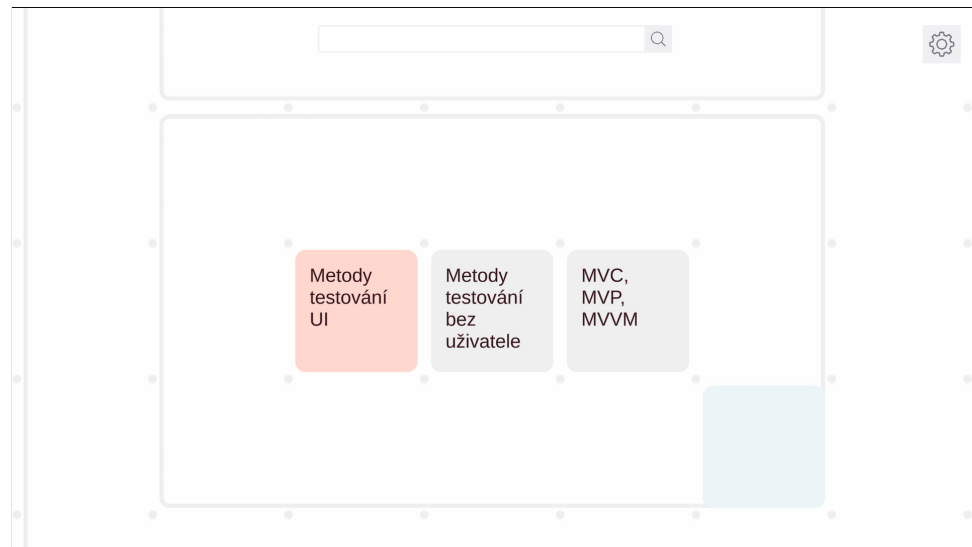 Metody
testování
UI
Metody
testování
bez
uživatele
MVC,
MVP,
MVVM